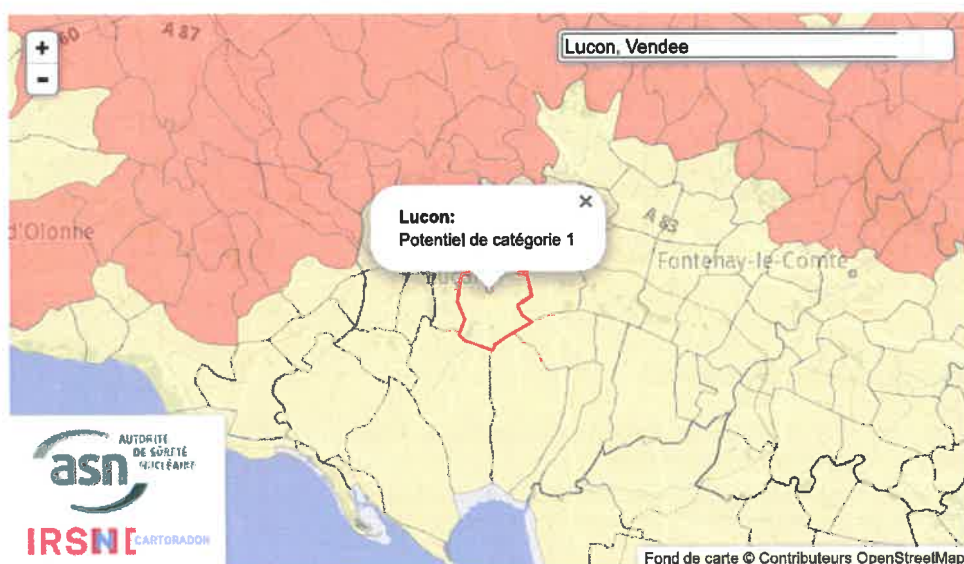 +
-
A 87
Lucon, Vendee
d'Olonne
Lucon:
Potentiel de catégorie 1
×
A 83
Fontenay-le-Comte
AUTORITÉ
DE SÛRETÉ
NUCLÉAIRE
asn
IRSN
CARTORADON
Fond de carte © Contributeurs OpenStreetMap